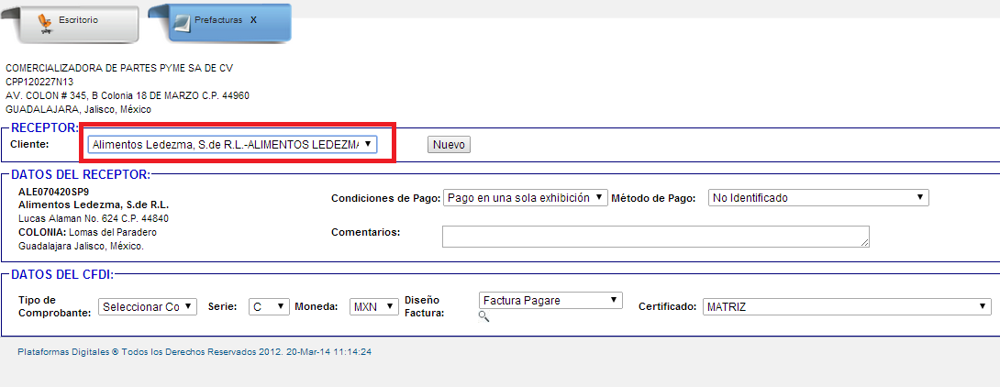 Escritorio
Prefacturas X
COMERCIALIZADORA DE PARTES PYME SA DE CV
CPP120227N13
AV. COLON # 345, B Colonia 18 DE MARZO C.P. 44960
GUADALAJARA, Jalisco, México
RECEPTOR:
Cliente: Alimentos Ledezma, S.de R.L.-ALIMENTOS LEDEZMA Nuevo
DATOS DEL RECEPTOR:
ALE070420SP9
Alimentos Ledezma, S.de R.L.
Lucas Alaman No. 624 C.P. 44840
COLONIA: Lomas del Paradero
Guadalajara Jalisco, México.
Condiciones de Pago: Pago en una sola exhibición Método de Pago: No Identificado
Comentarios:
DATOS DEL CFDI:
Tipo de Comprobante: Seleccionar Co Serie: C Moneda: MXN Diseño Factura: Factura Pagare Certificado: MATRIZ
Plataformas Digitales ® Todos los Derechos Reservados 2012. 20-Mar-14 11:14:24